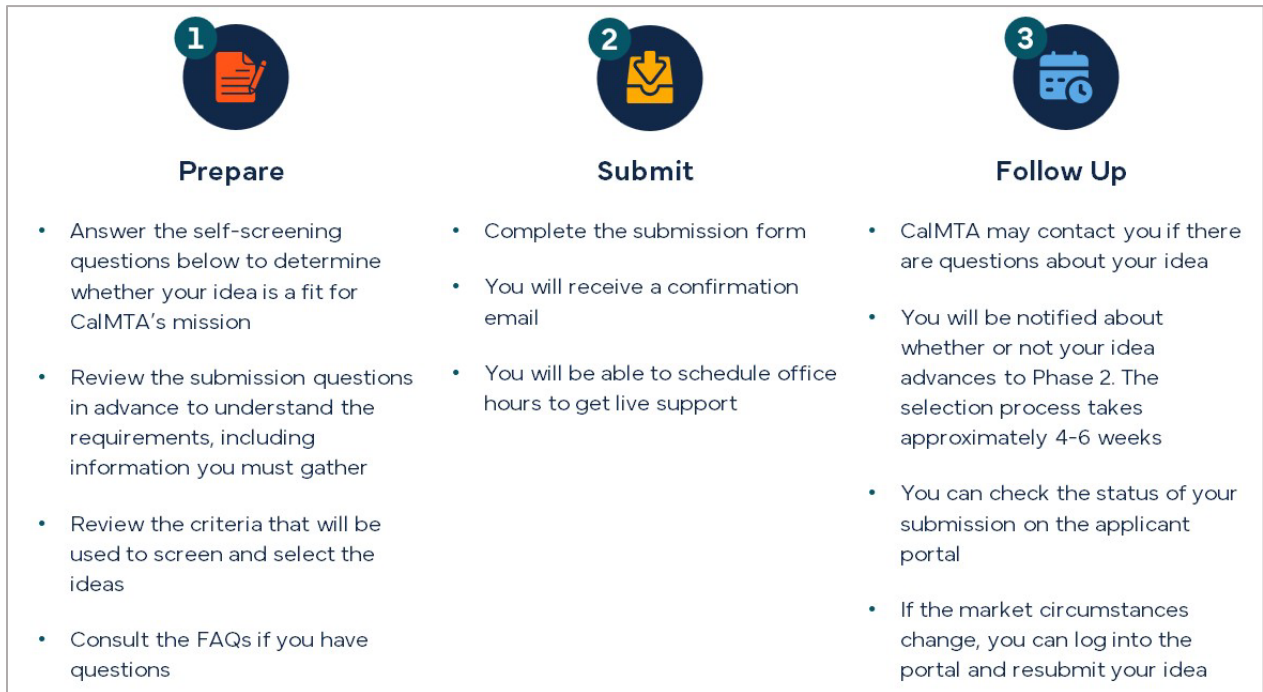 1
Prepare
• Answer the self-screening
questions below to determine
whether your idea is a fit for
CalMTA's mission
• Review the submission questions
in advance to understand the
requirements, including
information you must gather
• Review the criteria that will be
used to screen and select the
ideas
• Consult the FAQs if you have
questions
2
Submit
• Complete the submission form
• You will receive a confirmation
email
• You will be able to schedule office
hours to get live support
3
Follow Up
• CalMTA may contact you if there
are questions about your idea
• You will be notified about
whether or not your idea
advances to Phase 2. The
selection process takes
approximately 4-6 weeks
• You can check the status of your
submission on the applicant
portal
• If the market circumstances
change, you can log into the
portal and resubmit your idea